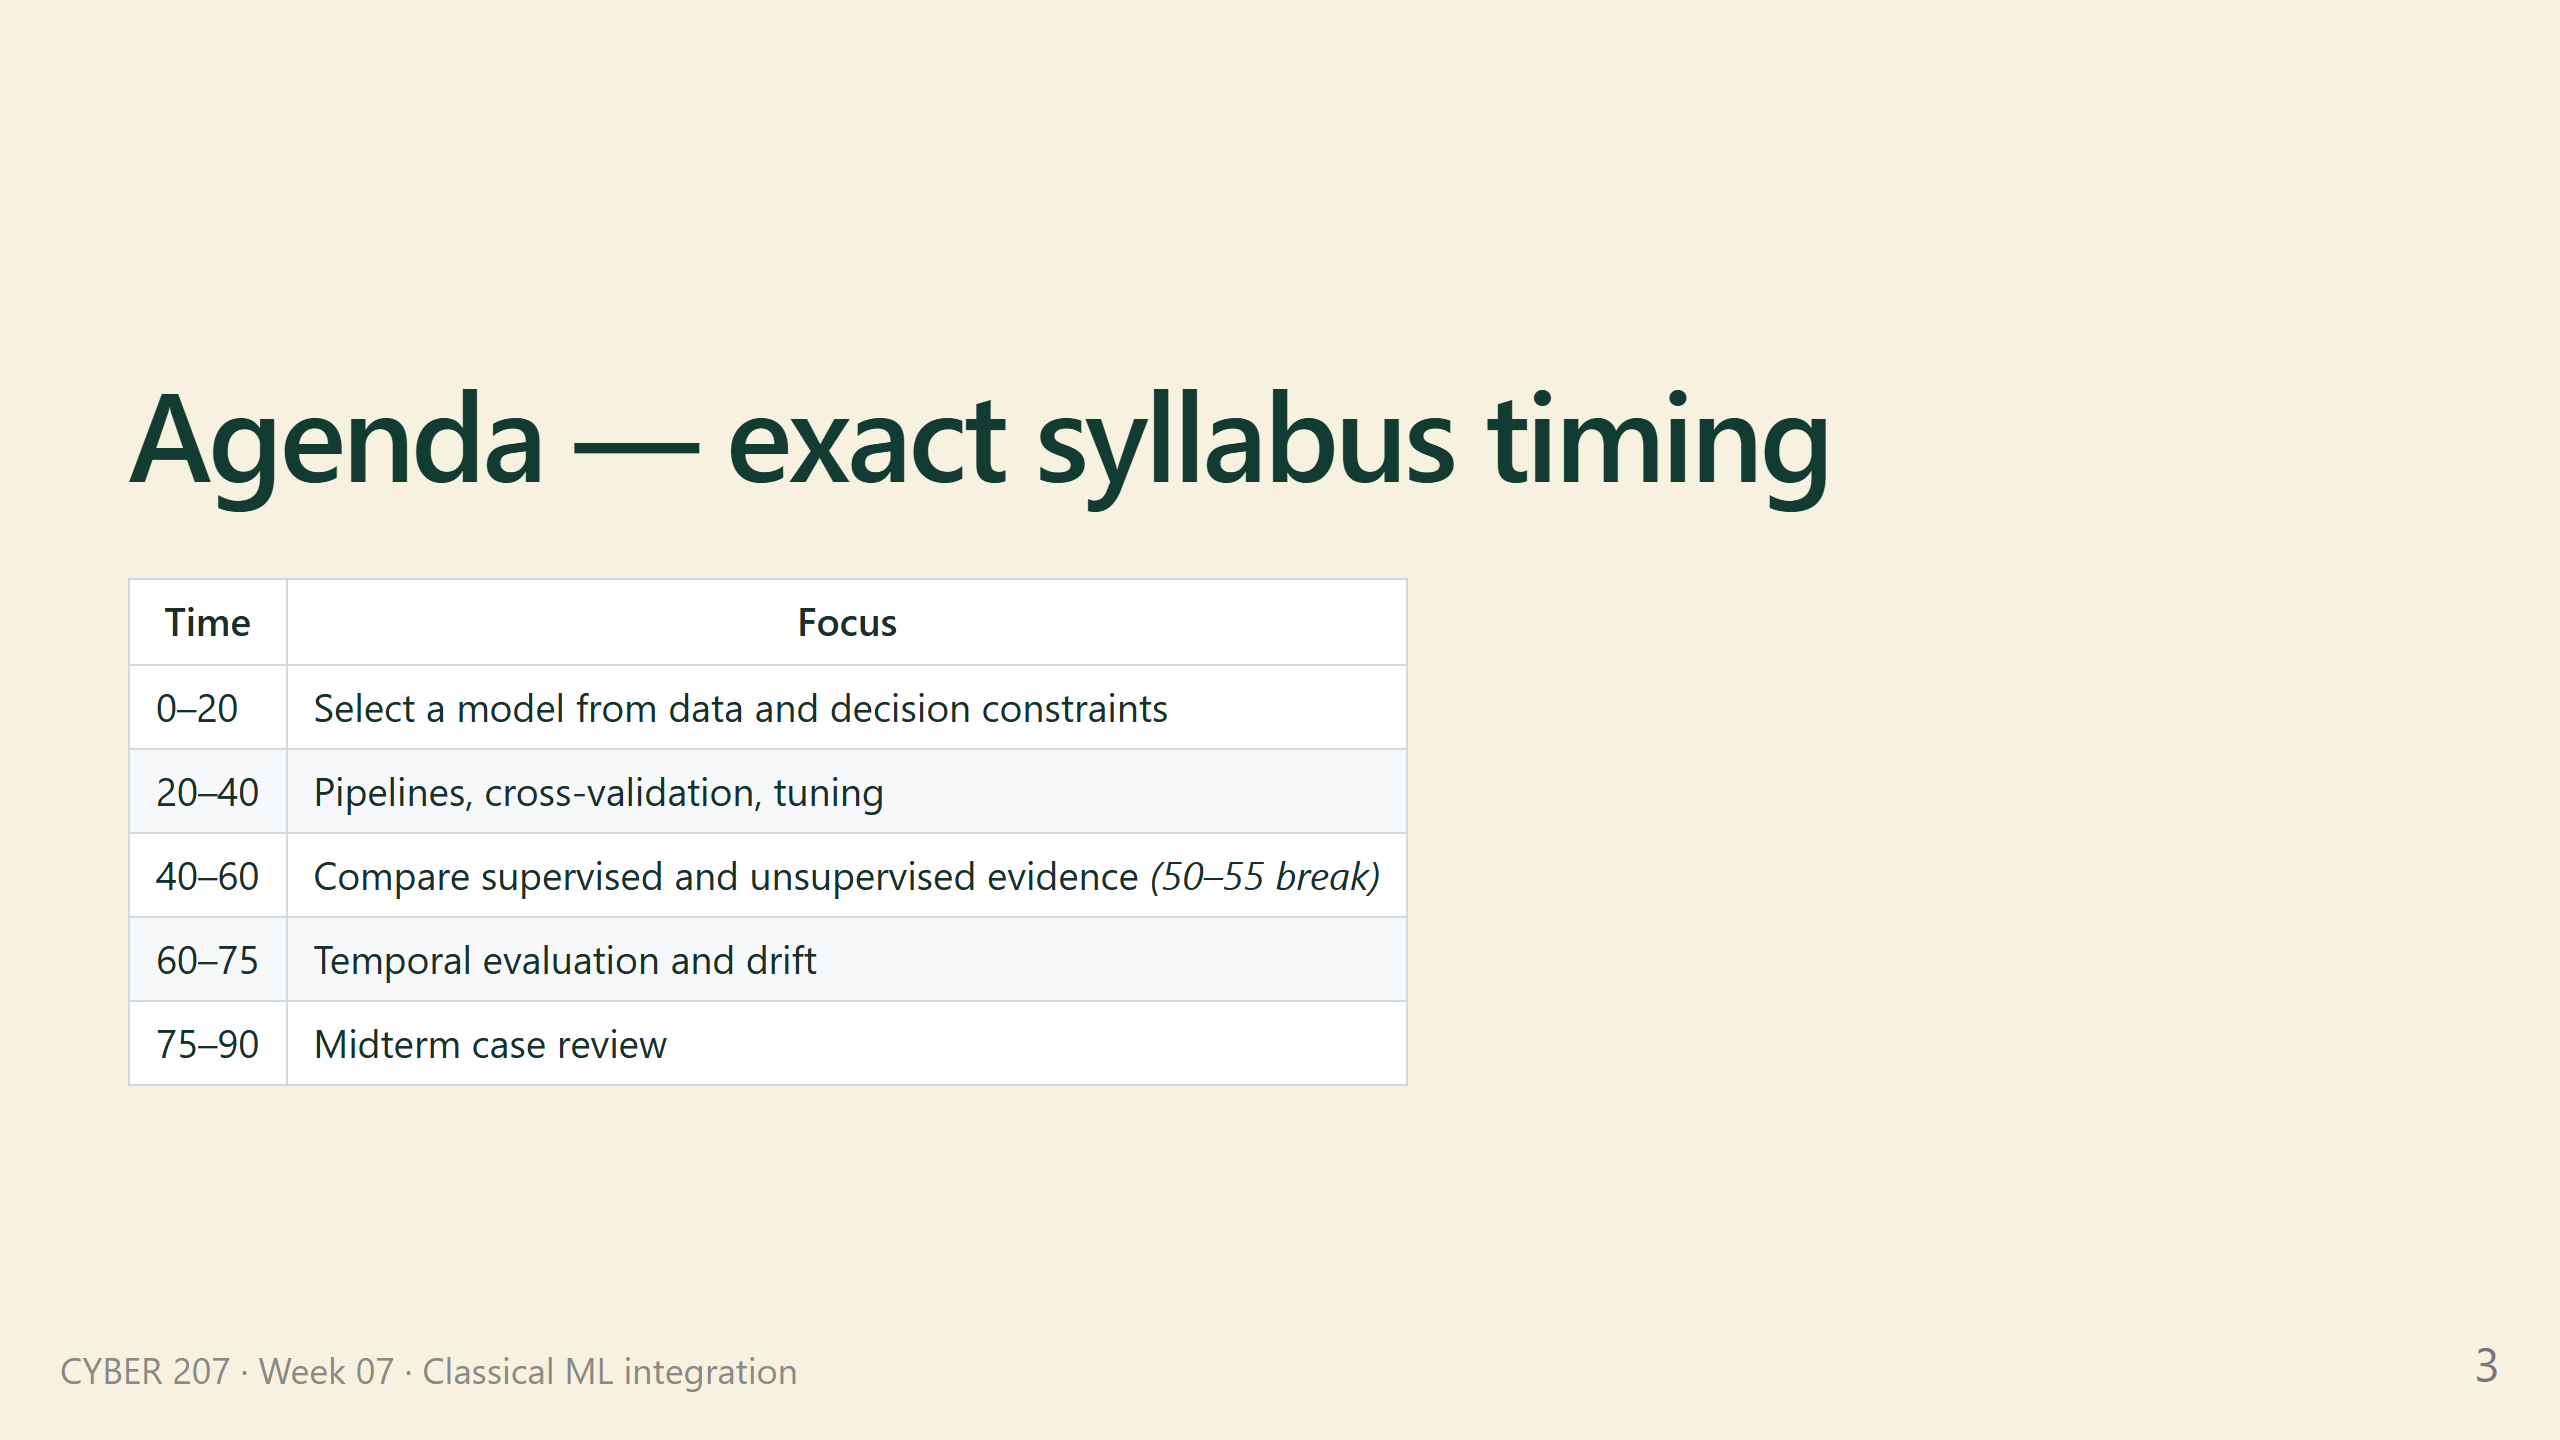 Agenda — exact syllabus timing
Time Focus
0–20 Select a model from data and decision constraints
20–40 Pipelines, cross-validation, tuning
40–60 Compare supervised and unsupervised evidence (50–55 break)
60–75 Temporal evaluation and drift
75–90 Midterm case review
CYBER 207 · Week 07 · Classical ML integration
3